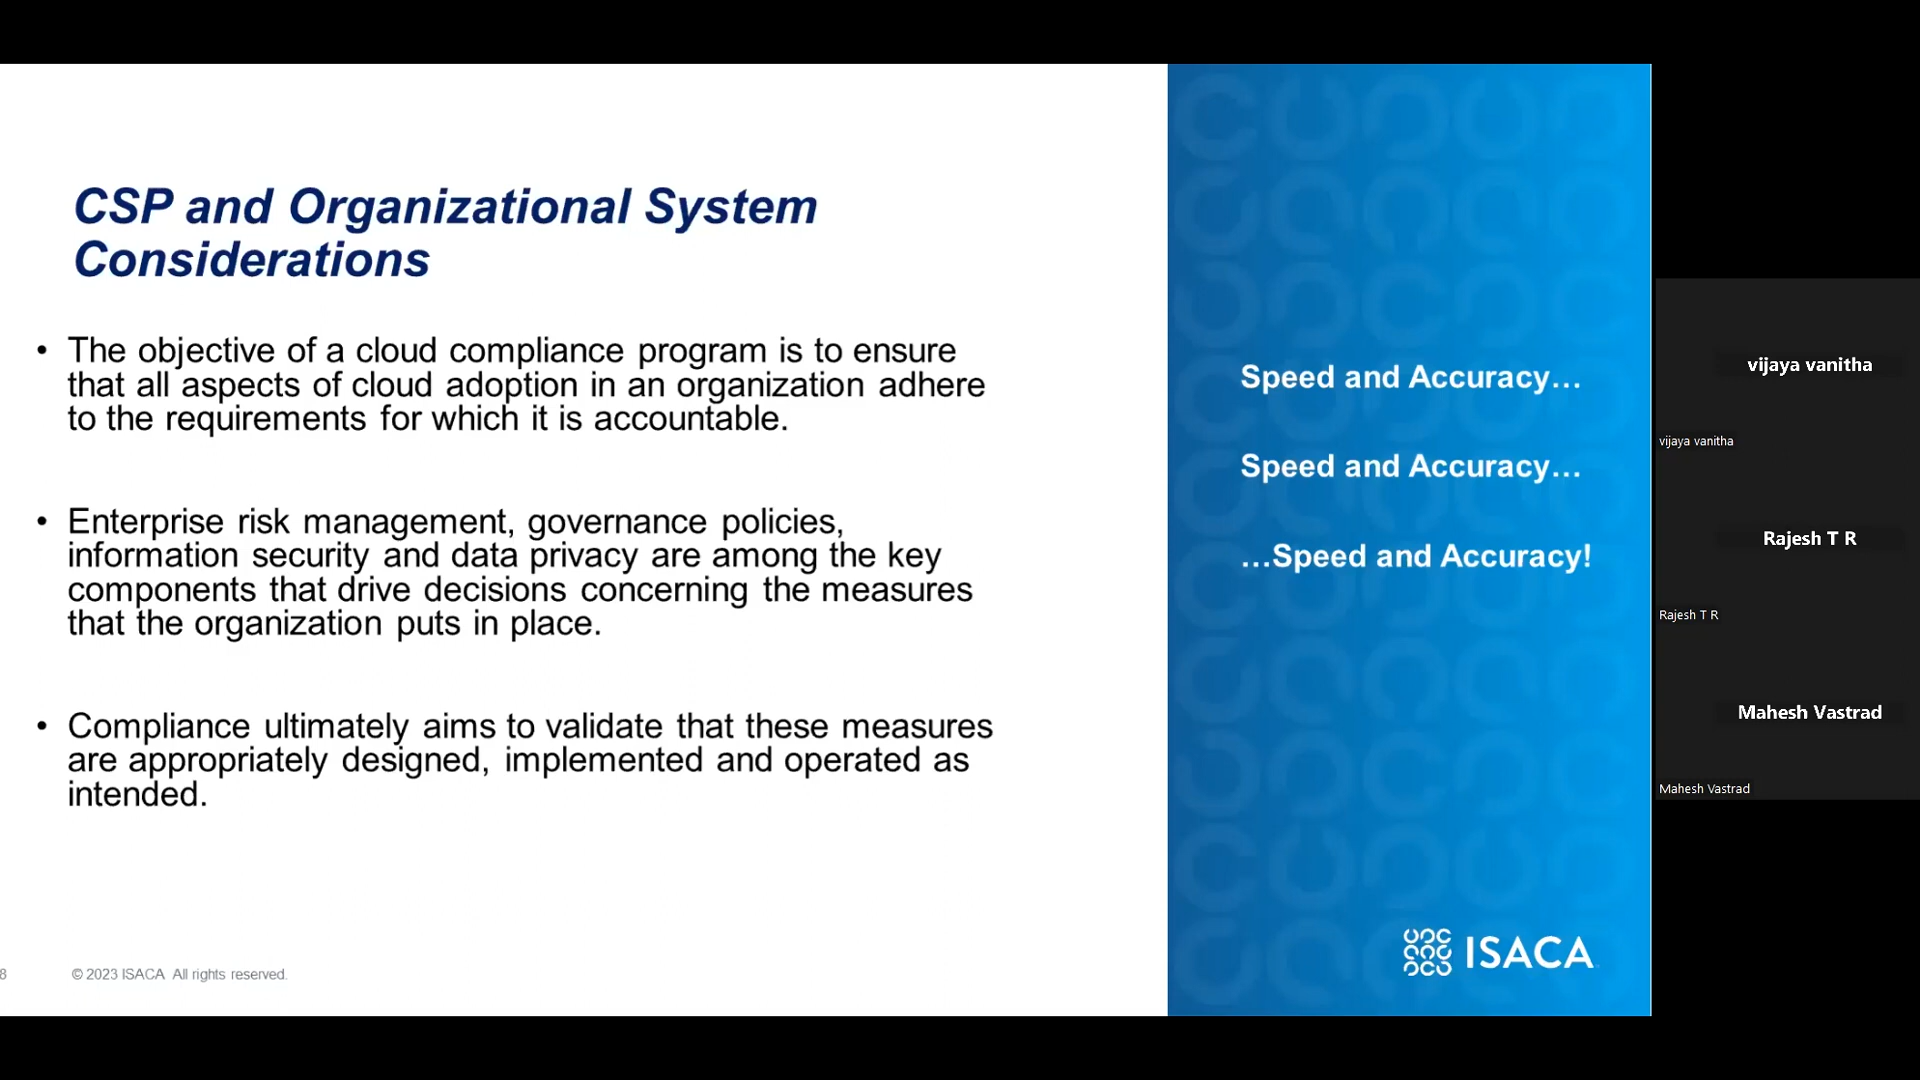 CSP and Organizational System
Considerations
• The objective of a cloud compliance program is to ensure
that all aspects of cloud adoption in an organization adhere
to the requirements for which it is accountable.
• Enterprise risk management, governance policies,
information security and data privacy are among the key
components that drive decisions concerning the measures
that the organization puts in place.
• Compliance ultimately aims to validate that these measures
are appropriately designed, implemented and operated as
intended.
8 © 2023 ISACA All rights reserved.
Speed and Accuracy…
Speed and Accuracy…
…Speed and Accuracy!
ISACA
vijaya vanitha
vijaya vanitha
Rajesh T R
Rajesh T R
Mahesh Vastrad
Mahesh Vastrad